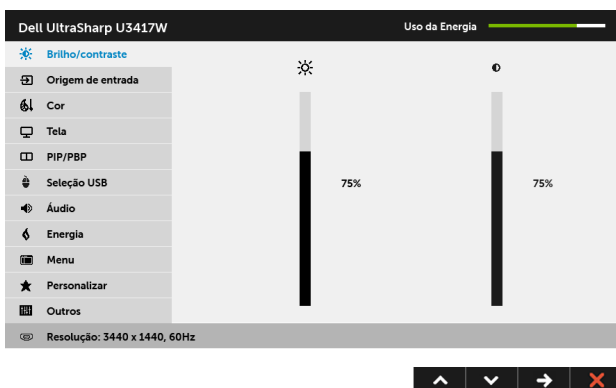 Dell UltraSharp U3417W
Uso da Energia
Brilho/contraste
Origem de entrada
Cor
Tela
PIP/PBP
Seleção USB
75%
75%
Áudio
Energia
Menu
Personalizar
Outros
Resolução: 3440 x 1440, 60Hz